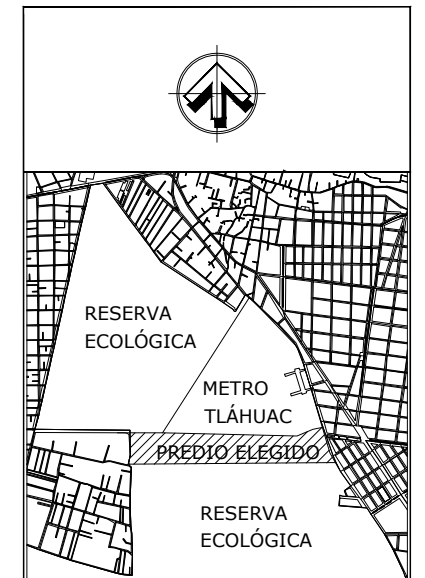 RESERVA
ECOLÓGICA
METRO
TLÁHUAC
PREDIO ELEGIDO
RESERVA
ECOLÓGICA